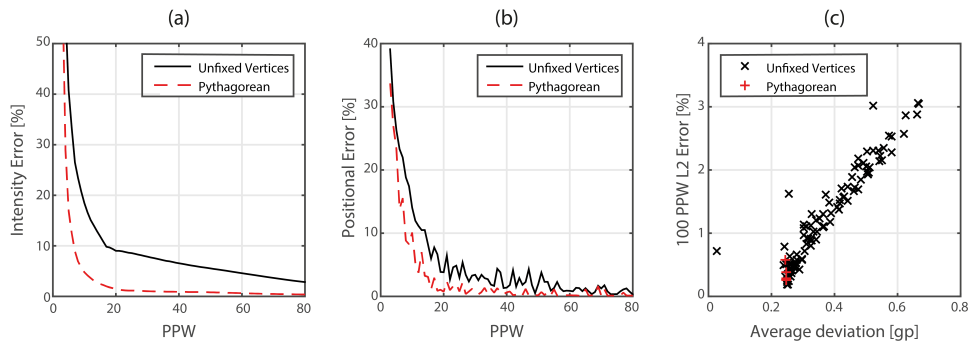 (a)
Intensity Error [%]
50
40
30
20
10
0
Unfixed Vertices
Pythagorean
0
20
40
60
80
PPW
(b)
Positional Error [%]
40
30
20
10
0
Unfixed Vertices
Pythagorean
0
20
40
60
80
PPW
(c)
100 PPW L2 Error [%]
4
3
2
1
0
Unfixed Vertices
Pythagorean
0
0.2
0.4
0.6
0.8
Average deviation [gp]